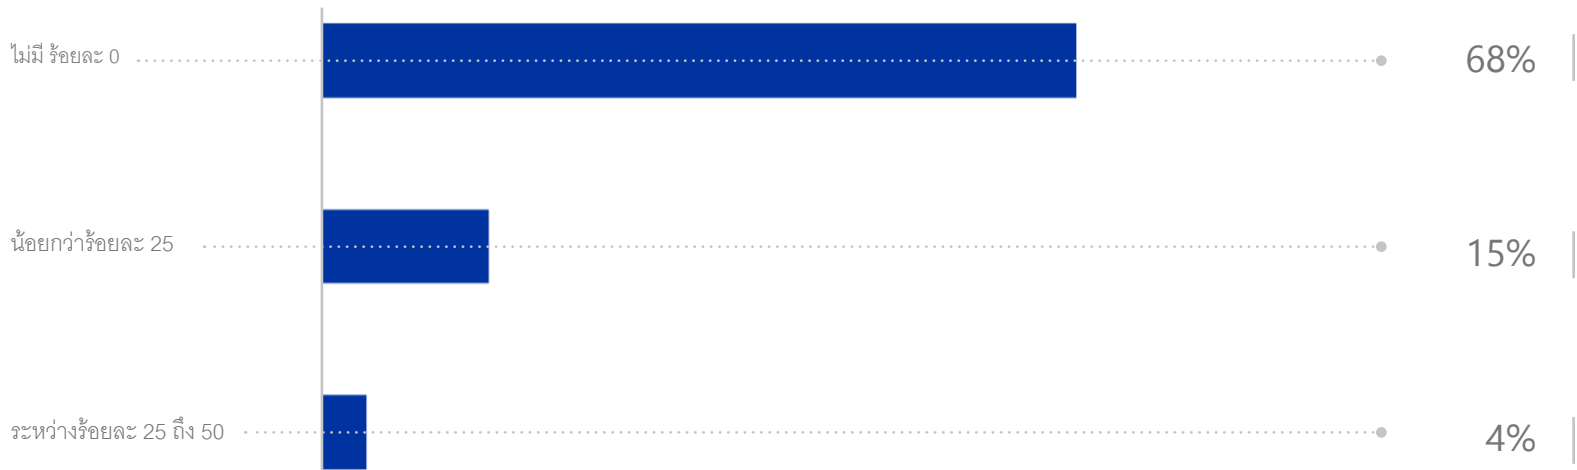 ไม่มี ร้อยละ 0 68%
น้อยกว่าร้อยละ 25 15%
ระหว่างร้อยละ 25 ถึง 50 4%